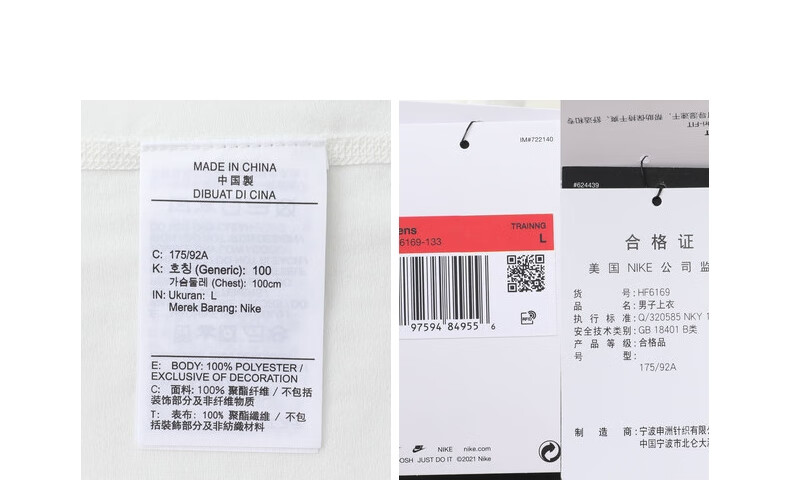 MADE IN CHINA
中国製
DIBUAT DI CINA
C: 175/92A
K: 호칭 (Generic): 100
가슴둘레 (Chest): 100cm
IN: Ukuran: L
Merek Barang: Nike
E: BODY: 100% POLYESTER /
EXCLUSIVE OF DECORATION
C: 面料: 100% 聚酯纤维 / 不包括
装饰部分及非纤维物质
T: 表布: 100% 聚酯纖維 / 不包
括裝飾部分及非紡織材料
IM#722140
ens
TRAINNG
6169-133
L
97594 84955 6
NIKE nike.com
OSH JUST DO IT ©2021 Nike
#624439
合格证
美国 NIKE 公司监
货号: HF6169
品名: 男子上衣
执行标准: Q/320585 NKY 1
安全技术类别: GB 18401 B类
产品等级: 合格品
号型:
175/92A
制造商: 宁波申洲针织有限
中国宁波市北仑大